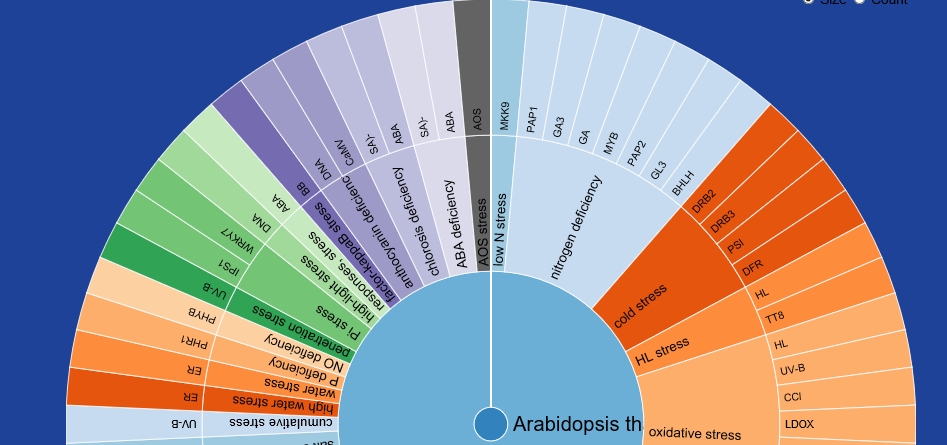 Size Count
AOS
MKK9
PAP1
GA3
GA
MYB
PAP2
GL3
BHLH
DRB2
DRB3
PSI
DFR
HL
TT8
HL
UV-B
CCl
LDOX
ABA
SA)-
ABA
SA)-
CaMV
DNA
BB
ABA
DNA
WRKY7
IPS1
UV-B
PHYB
PHR1
ER
ER
UV-B
AOS stress
low N stress
nitrogen deficiency
cold stress
HL stress
oxidative stress
ABA deficiency
chlorosis deficiency
anthocyanin deficienc
factor-kappaB stress
responses, stress
high-light stress
Pi stress
penetration stress
NO deficiency
P deficiency
water stress
high water stress
cumulative stress
Arabidopsis th